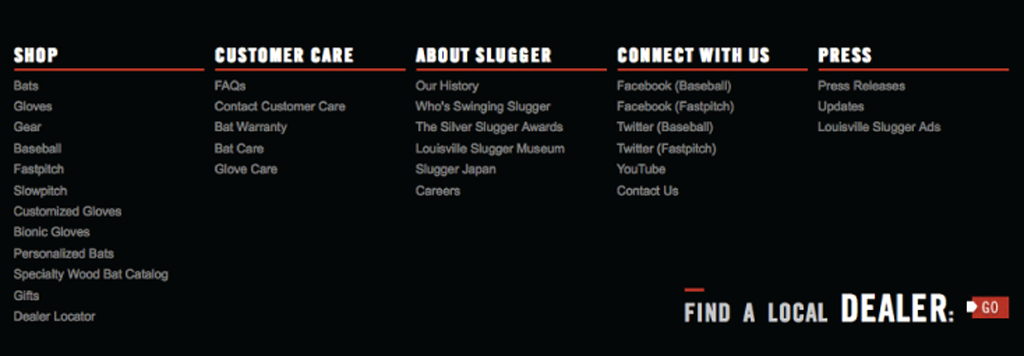 SHOP
Bats
Gloves
Gear
Baseball
Fastpitch
Slowpitch
Customized Gloves
Bionic Gloves
Personalized Bats
Specialty Wood Bat Catalog
Gifts
Dealer Locator
CUSTOMER CARE
FAQs
Contact Customer Care
Bat Warranty
Bat Care
Glove Care
ABOUT SLUGGER
Our History
Who's Swinging Slugger
The Silver Slugger Awards
Louisville Slugger Museum
Slugger Japan
Careers
CONNECT WITH US
Facebook (Baseball)
Facebook (Fastpitch)
Twitter (Baseball)
Twitter (Fastpitch)
YouTube
Contact Us
PRESS
Press Releases
Updates
Louisville Slugger Ads
FIND A LOCAL DEALER: GO